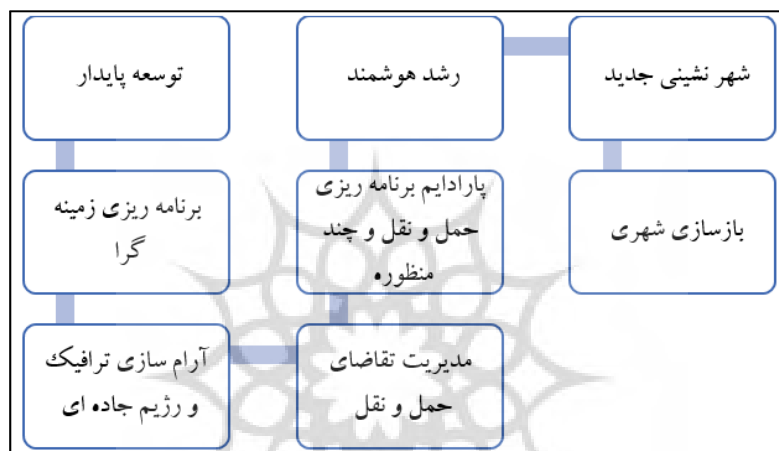 شهر نشینی جدید
رشد هوشمند
توسعه پایدار
بازسازی شهری
پارادایم برنامه ریزی
حمل و نقل و چند
منظوره
برنامه ریزی زمینه
گرا
مدیریت تقاضای
حمل و نقل
آرام سازی ترافیک
و رژیم جاده ای